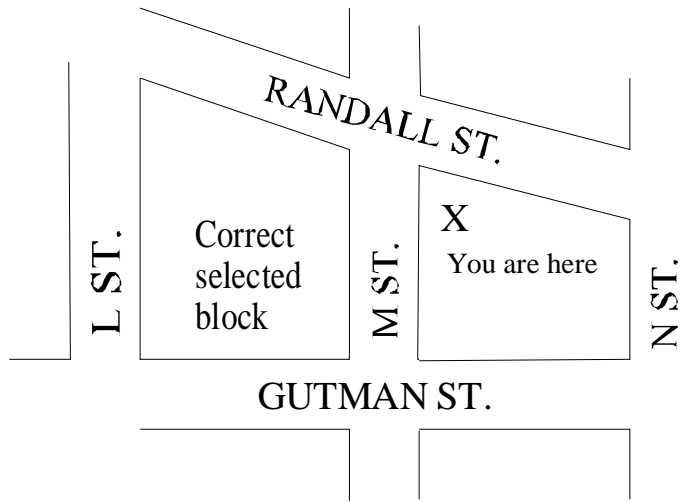 RANDALL ST.
L ST.
Correct
selected
block
M ST.
X
You are here
N ST.
GUTMAN ST.